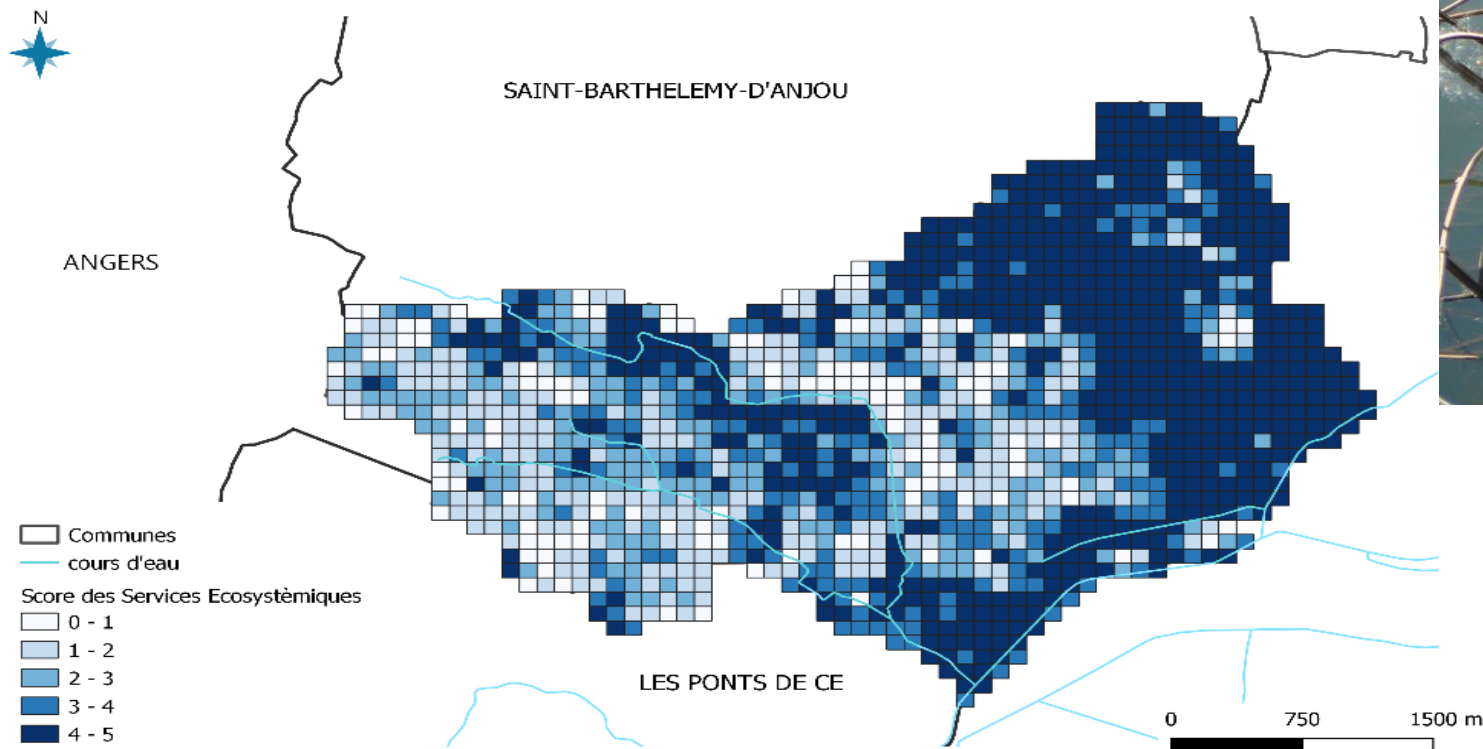 N
SAINT-BARTHELEMY-D'ANJOU
ANGERS
Communes
cours d'eau
Score des Services Ecosystèmiques
0 - 1
1 - 2
2 - 3
3 - 4
4 - 5
LES PONTS DE CE
0 750 1500 m